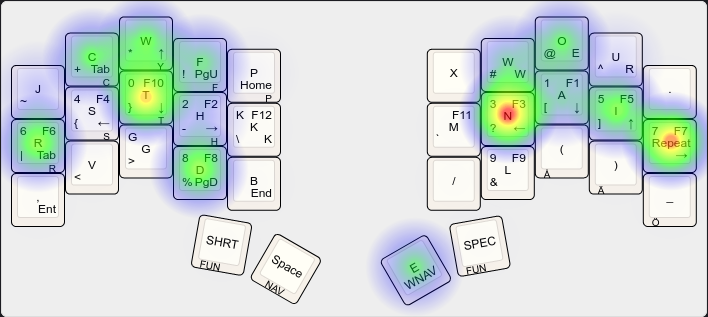 J
~
C
+ Tab
C
W
* ↑
Y
F
! PgU
F
P
Home
P
6 F6
R
| Tab
R
4 F4
S
{ ←
S
0 F10
T
} ↓
T
2 F2
H
- →
H
K F12
K
\ K
,
Ent
V
<
G
G
>
8 F8
D
% PgD
B
End
SHRT
FUN
Space
NAV
X
W
# W
O
@ E
U
^ R
.
F11
M
3 F3
N
? ←
1 F1
A
[ ↓
5 F5
I
] ↑
7 F7
Repeat
→
/
9 F9
L
&
(
Å
)
Ä
_
Ö
E
WNAV
SPEC
FUN